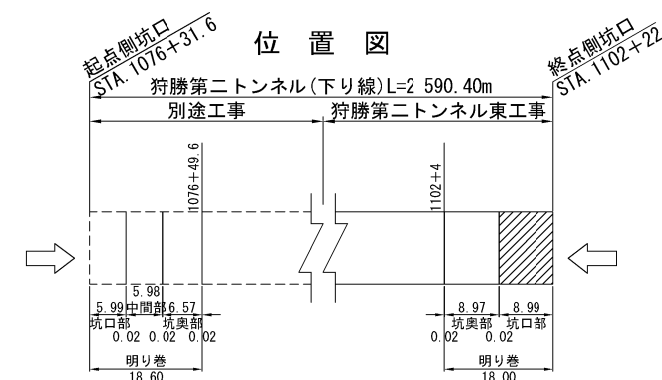 位置図
起点側坑口
STA.1076+31.6
終点側坑口
STA.1102+22
狩勝第二トンネル(下り線)L=2 590.40m
別途工事
狩勝第二トンネル東工事
1076+49.6
1102+4
5.98
5.99 中間部 6.57
坑口部 坑奥部
0.02 0.02 0.02
8.97 8.99
坑奥部 坑口部
0.02 0.02
明り巻
18.60
明り巻
18.00